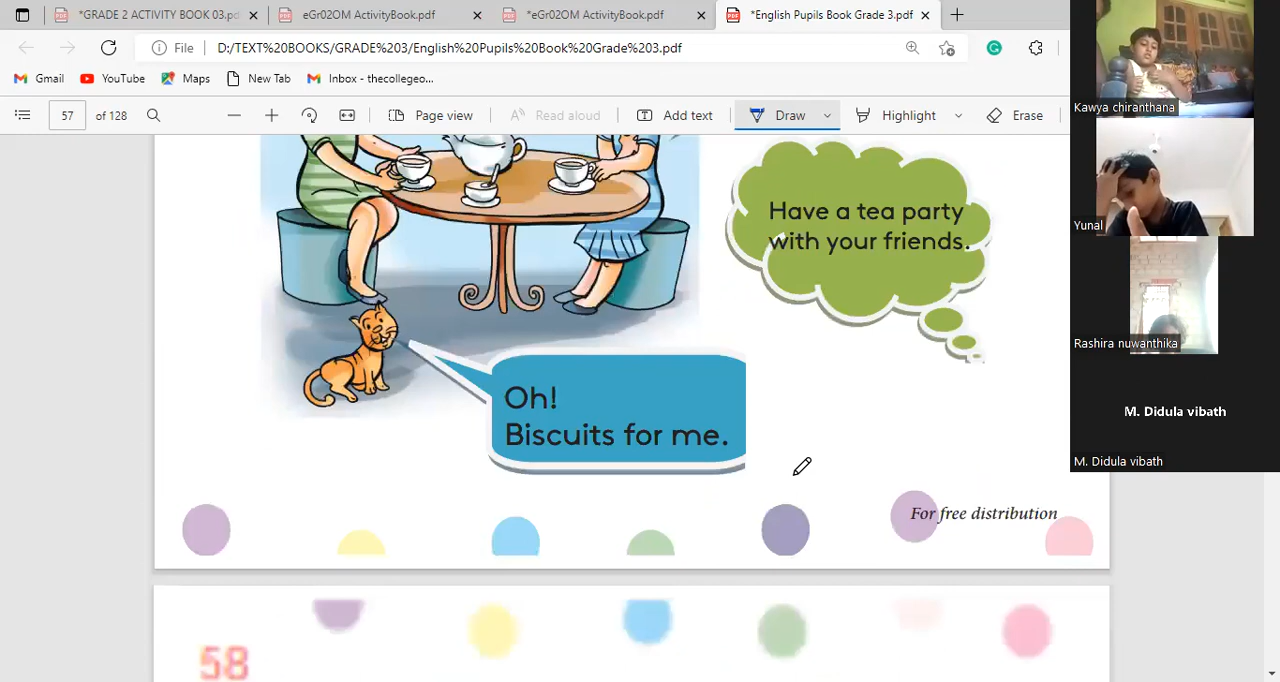 *GRADE 2 ACTIVITY BOOK 03.pd
eGr02OM ActivityBook.pdf
*eGr02OM ActivityBook.pdf
*English Pupils Book Grade 3.pdf
File
D:/TEXT%20BOOKS/GRADE%203/English%20Pupils%20Book%20Grade%203.pdf
Gmail
YouTube
Maps
New Tab
Inbox - thecollegeo...
57
of 128
Page view
Read aloud
Add text
Draw
Highlight
Erase
Kawya chiranthana
Yunal
Rashira nuwanthika
M. Didula vibath
M. Didula vibath
Have a tea party
with your friends.
Oh!
Biscuits for me.
For free distribution
58